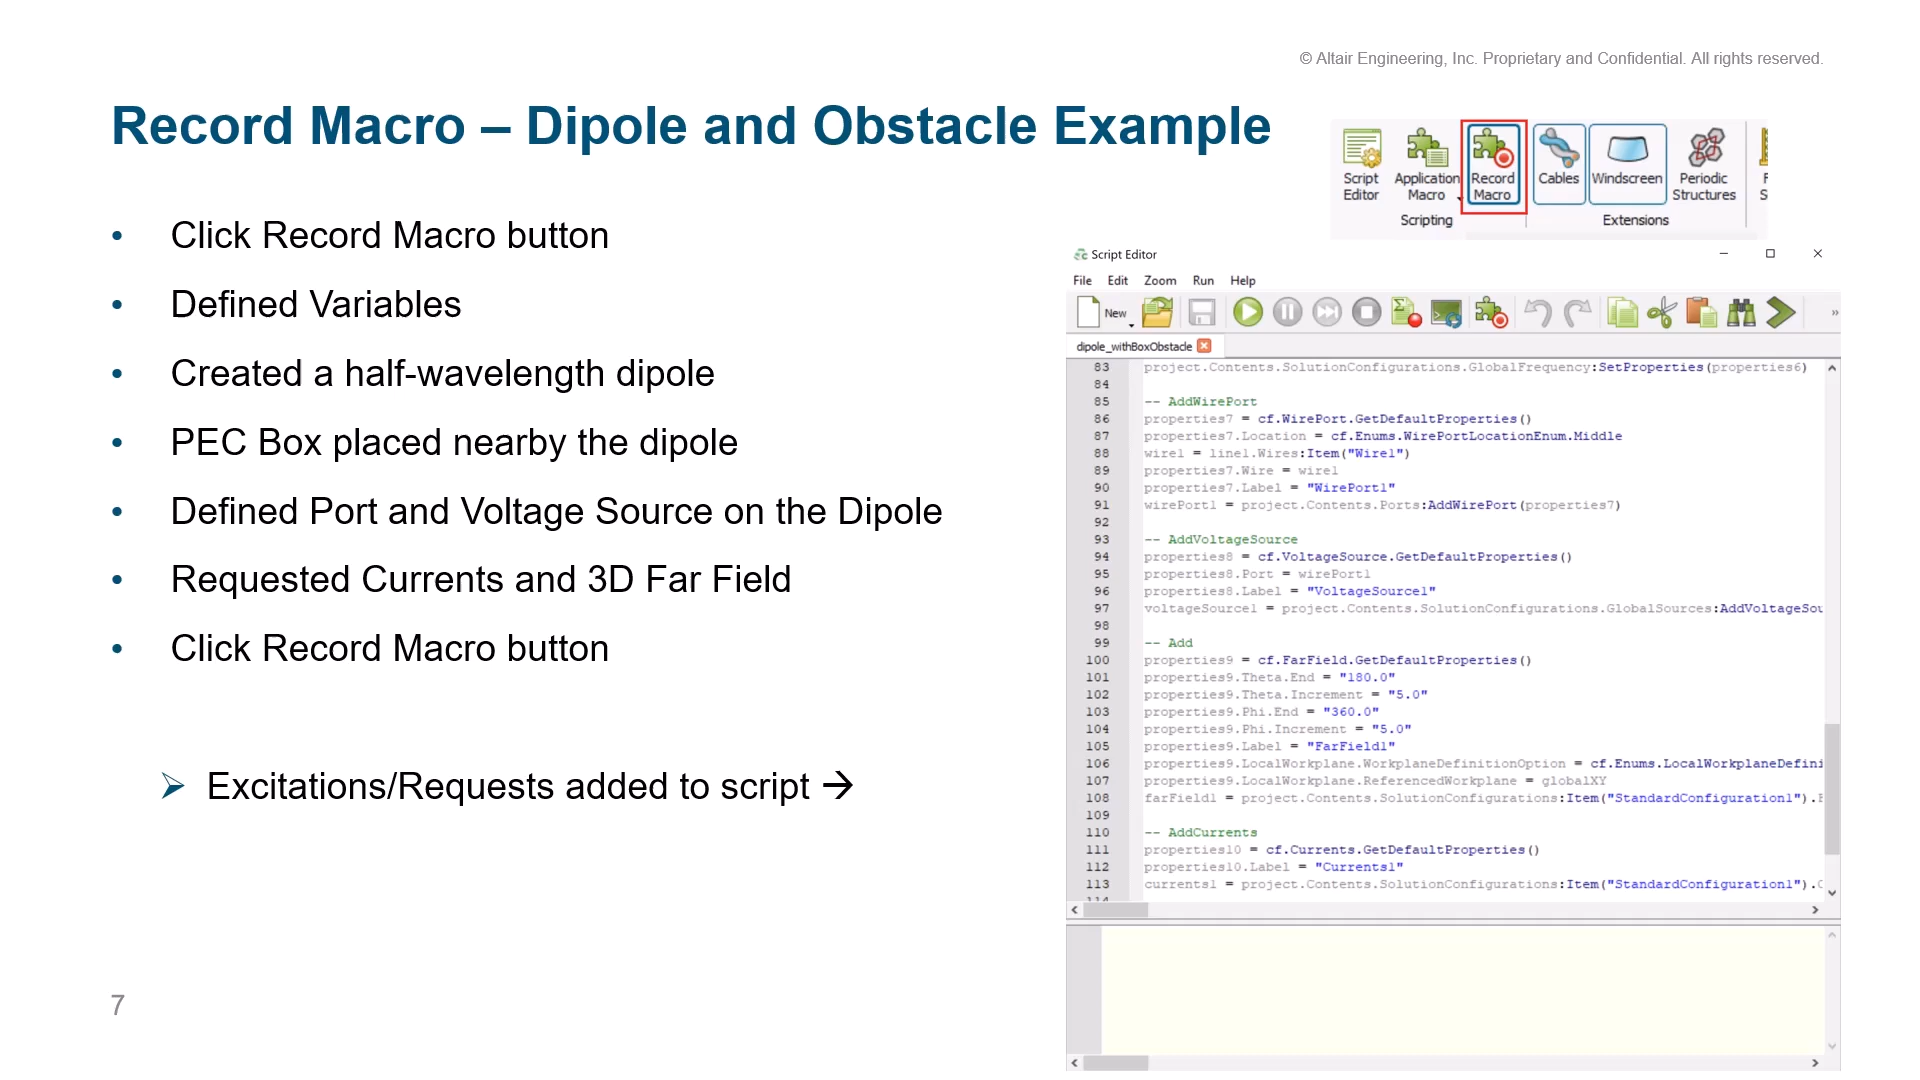 © Altair Engineering, Inc. Proprietary and Confidential. All rights reserved.
Record Macro – Dipole and Obstacle Example
• Click Record Macro button
• Defined Variables
• Created a half-wavelength dipole
• PEC Box placed nearby the dipole
• Defined Port and Voltage Source on the Dipole
• Requested Currents and 3D Far Field
• Click Record Macro button
➢ Excitations/Requests added to script →
7
Script Editor
Application Macro
Record Macro
Cables
Windscreen
Periodic Structures
Scripting
Extensions
Script Editor
File Edit Zoom Run Help
New
»
dipole_withBoxObstacle
83 project.Contents.SolutionConfigurations.GlobalFrequency:SetProperties(properties6)
84
85 -- AddWirePort
86 properties7 = cf.WirePort.GetDefaultProperties()
87 properties7.Location = cf.Enums.WirePortLocationEnum.Middle
88 wire1 = line1.Wires:Item("Wire1")
89 properties7.Wire = wire1
90 properties7.Label = "WirePort1"
91 wirePort1 = project.Contents.Ports:AddWirePort(properties7)
92
93 -- AddVoltageSource
94 properties8 = cf.VoltageSource.GetDefaultProperties()
95 properties8.Port = wirePort1
96 properties8.Label = "VoltageSource1"
97 voltageSource1 = project.Contents.SolutionConfigurations.GlobalSources:AddVoltageSou
98
99 -- Add
100 properties9 = cf.FarField.GetDefaultProperties()
101 properties9.Theta.End = "180.0"
102 properties9.Theta.Increment = "5.0"
103 properties9.Phi.End = "360.0"
104 properties9.Phi.Increment = "5.0"
105 properties9.Label = "FarField1"
106 properties9.LocalWorkplane.WorkplaneDefinitionOption = cf.Enums.LocalWorkplaneDefini
107 properties9.LocalWorkplane.ReferencedWorkplane = globalXY
108 farField1 = project.Contents.SolutionConfigurations:Item("StandardConfiguration1").
109
110 -- AddCurrents
111 properties10 = cf.Currents.GetDefaultProperties()
112 properties10.Label = "Currents1"
113 currents1 = project.Contents.SolutionConfigurations:Item("StandardConfiguration1").